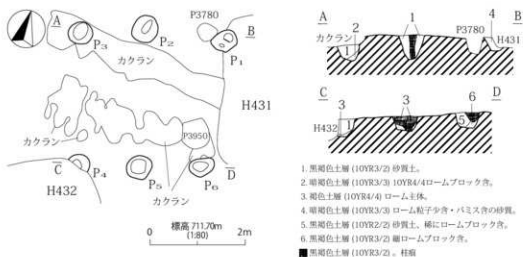 A
P3
P2
P3780
B
P1
カクラン
H431
カクラン
P3950
C
P4
P5
P6
D
H432
標高 711.70m
(1:80)
0
2m
A
B
2
1
P3780
4
カクラン
1
H431
C
D
3
3
6
H432
1
5
1. 黒褐色土層 (10YR3/2) 砂質土。
2. 暗褐色土層 (10YR3/3) 10YR4/4ロームブロック含。
3. 褐色土層 (10YR4/4) ローム主体。
4. 暗褐色土層 (10YR3/3) ローム粒子少含・パミス含の砂質。
5. 黒褐色土層 (10YR2/2) 砂質土、稀にロームブロック含。
6. 黒褐色土層 (10YR3/2) 細ロームブロック含。
黒褐色土層 (10YR3/2) 。柱痕